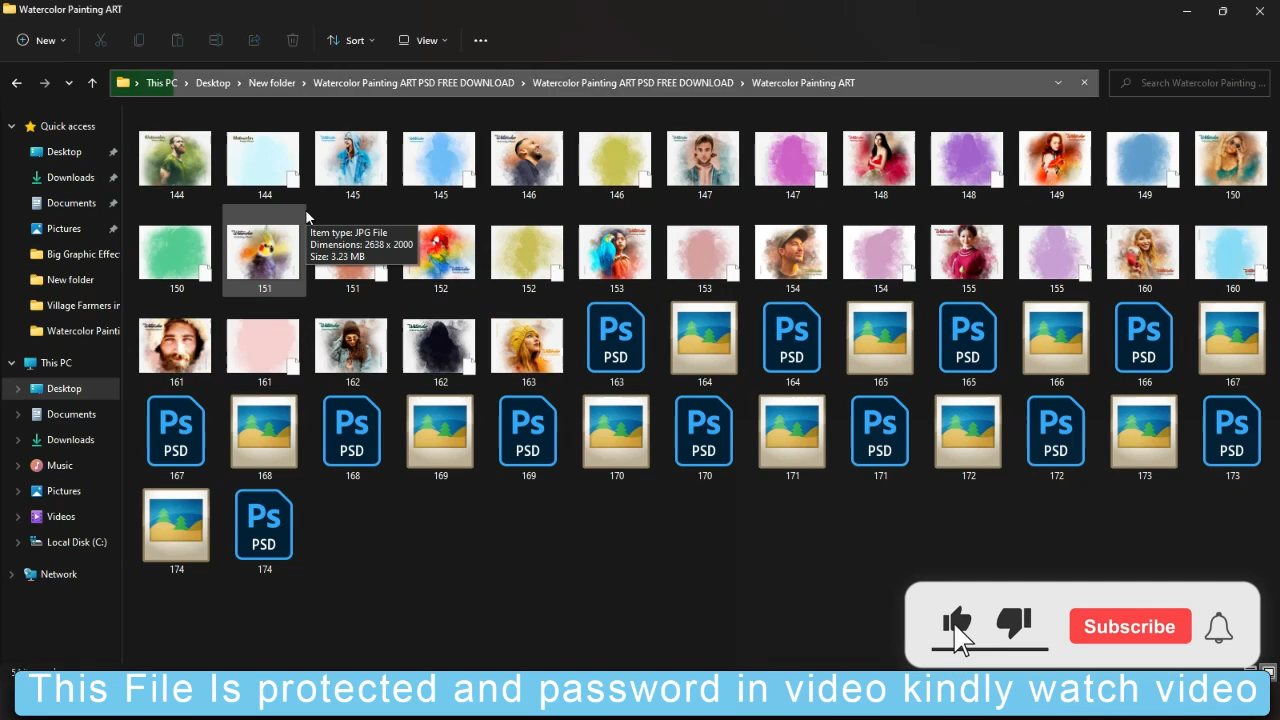 Watercolor Painting ART
New
Sort
View
This PC › Desktop › New folder › Watercolor Painting ART PSD FREE DOWNLOAD › Watercolor Painting ART PSD FREE DOWNLOAD › Watercolor Painting ART
Search Watercolor Painting ...
Quick access
Desktop
Downloads
Documents
Pictures
Big Graphic Effec
New folder
Village Farmers in
Watercolor Painti
This PC
Desktop
Documents
Downloads
Music
Pictures
Videos
Local Disk (C:)
Network
144 144 145 145 146 146 147 147 148 148 149 149 150
Item type: JPG File
Dimensions: 2638 x 2000
Size: 3.23 MB
150 151 151 152 152 153 153 154 154 155 155 160 160
Ps Ps Ps Ps
PSD PSD PSD PSD
161 161 162 162 163 163 164 164 165 165 166 166 167
Ps Ps Ps Ps Ps Ps Ps
PSD PSD PSD PSD PSD PSD PSD
167 168 168 169 169 170 170 171 171 172 172 173 173
Ps
PSD
174 174
Subscribe
This File Is protected and password in video kindly watch video